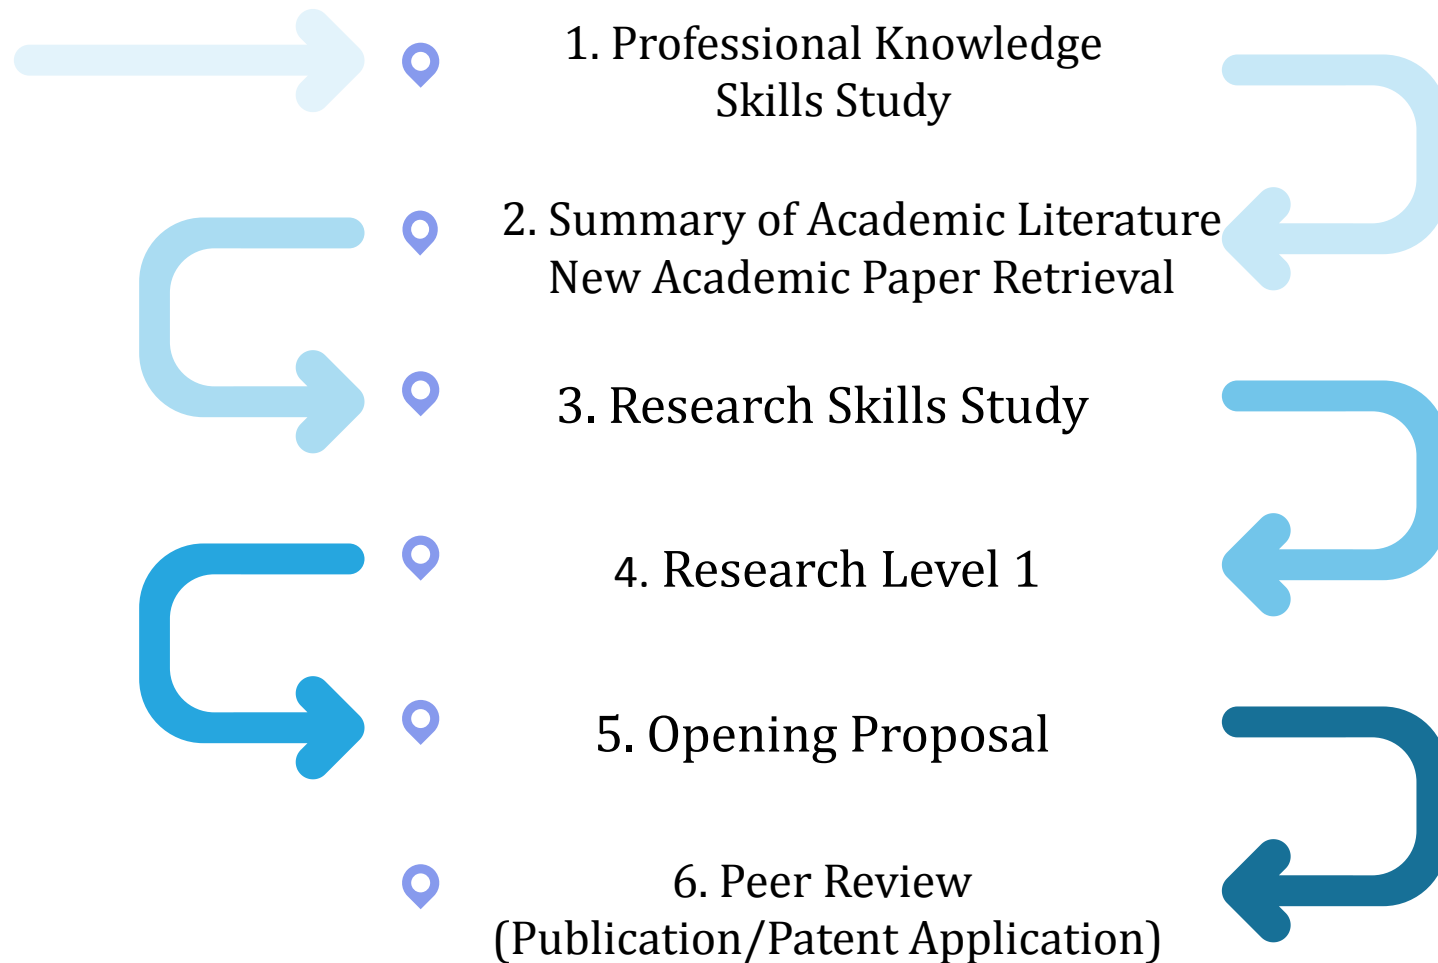 1. Professional Knowledge
Skills Study
2. Summary of Academic Literature
New Academic Paper Retrieval
3. Research Skills Study
4. Research Level 1
5. Opening Proposal
6. Peer Review
(Publication/Patent Application)